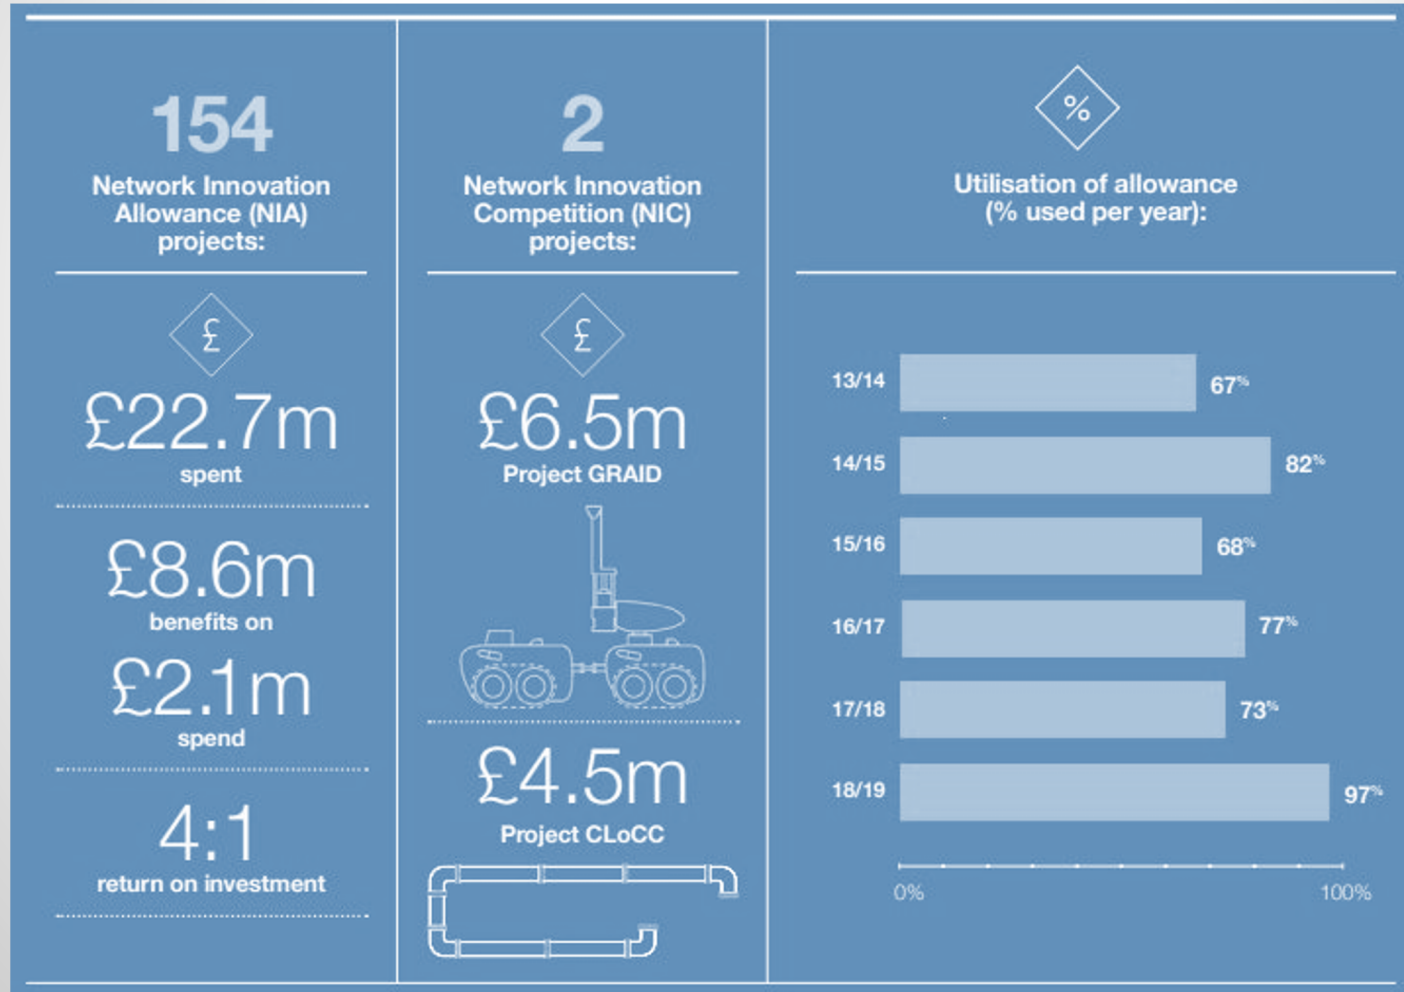 154
Network Innovation
Allowance (NIA)
projects:
£
£22.7m
spent
£8.6m
benefits on
£2.1m
spend
4:1
return on investment
2
Network Innovation
Competition (NIC)
projects:
£
£6.5m
Project GRAID
£4.5m
Project CLoCC
%
Utilisation of allowance
(% used per year):
13/14 67%
14/15 82%
15/16 68%
16/17 77%
17/18 73%
18/19 97%
0% 100%